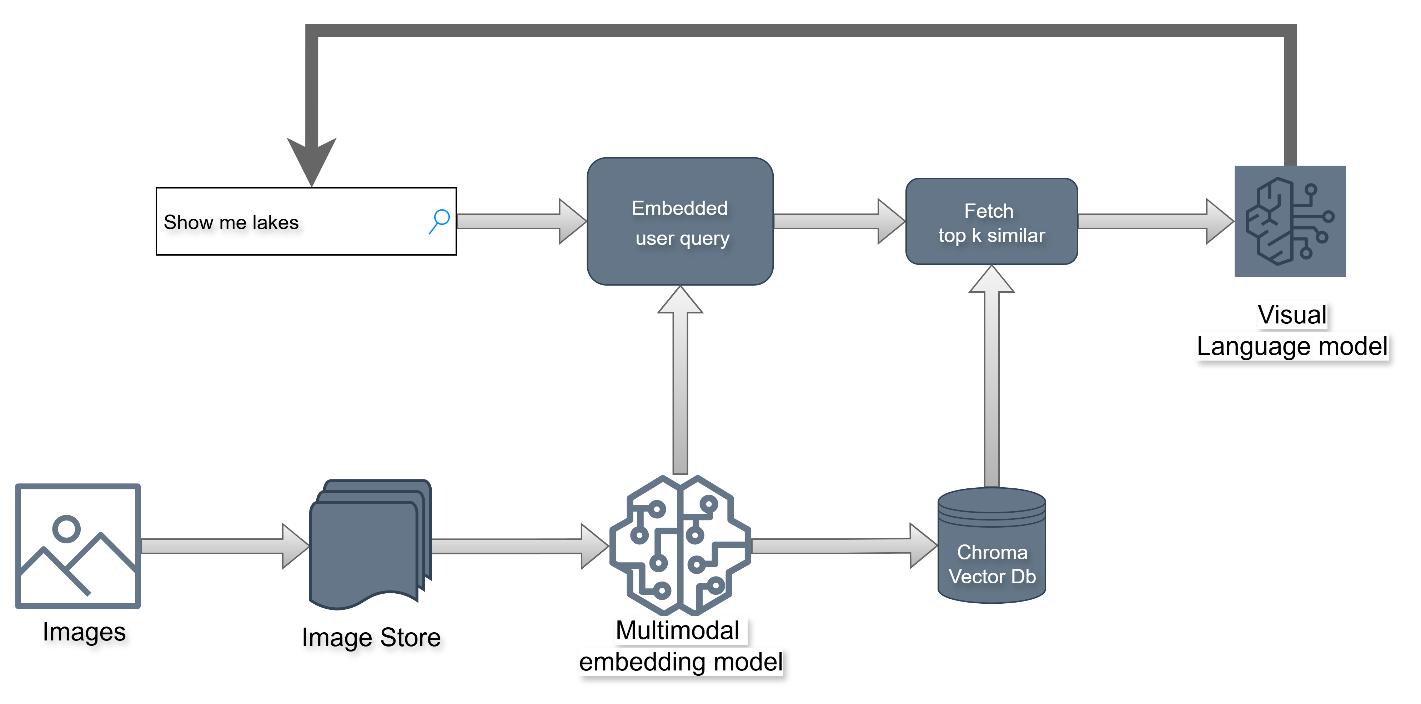 Show me lakes
Embedded
user query
Fetch
top k similar
Visual
Language model
Images
Image Store
Multimodal
embedding model
Chroma
Vector Db